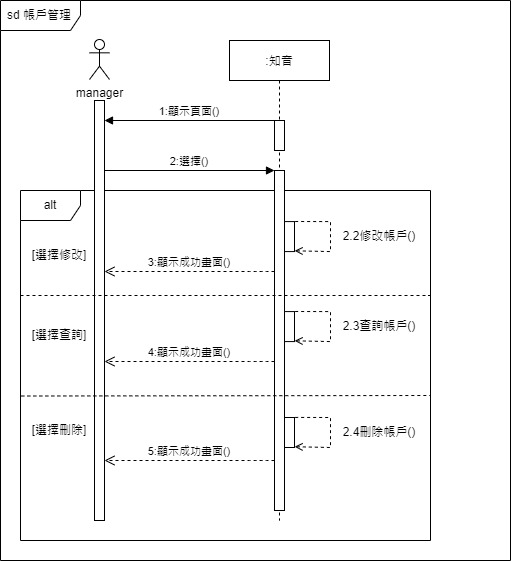 sd 帳戶管理
:知音
manager
1:顯示頁面()
2:選擇()
alt
2.2修改帳戶()
[選擇修改]
3:顯示成功畫面()
2.3查詢帳戶()
[選擇查詢]
4:顯示成功畫面()
2.4刪除帳戶()
[選擇刪除]
5:顯示成功畫面()